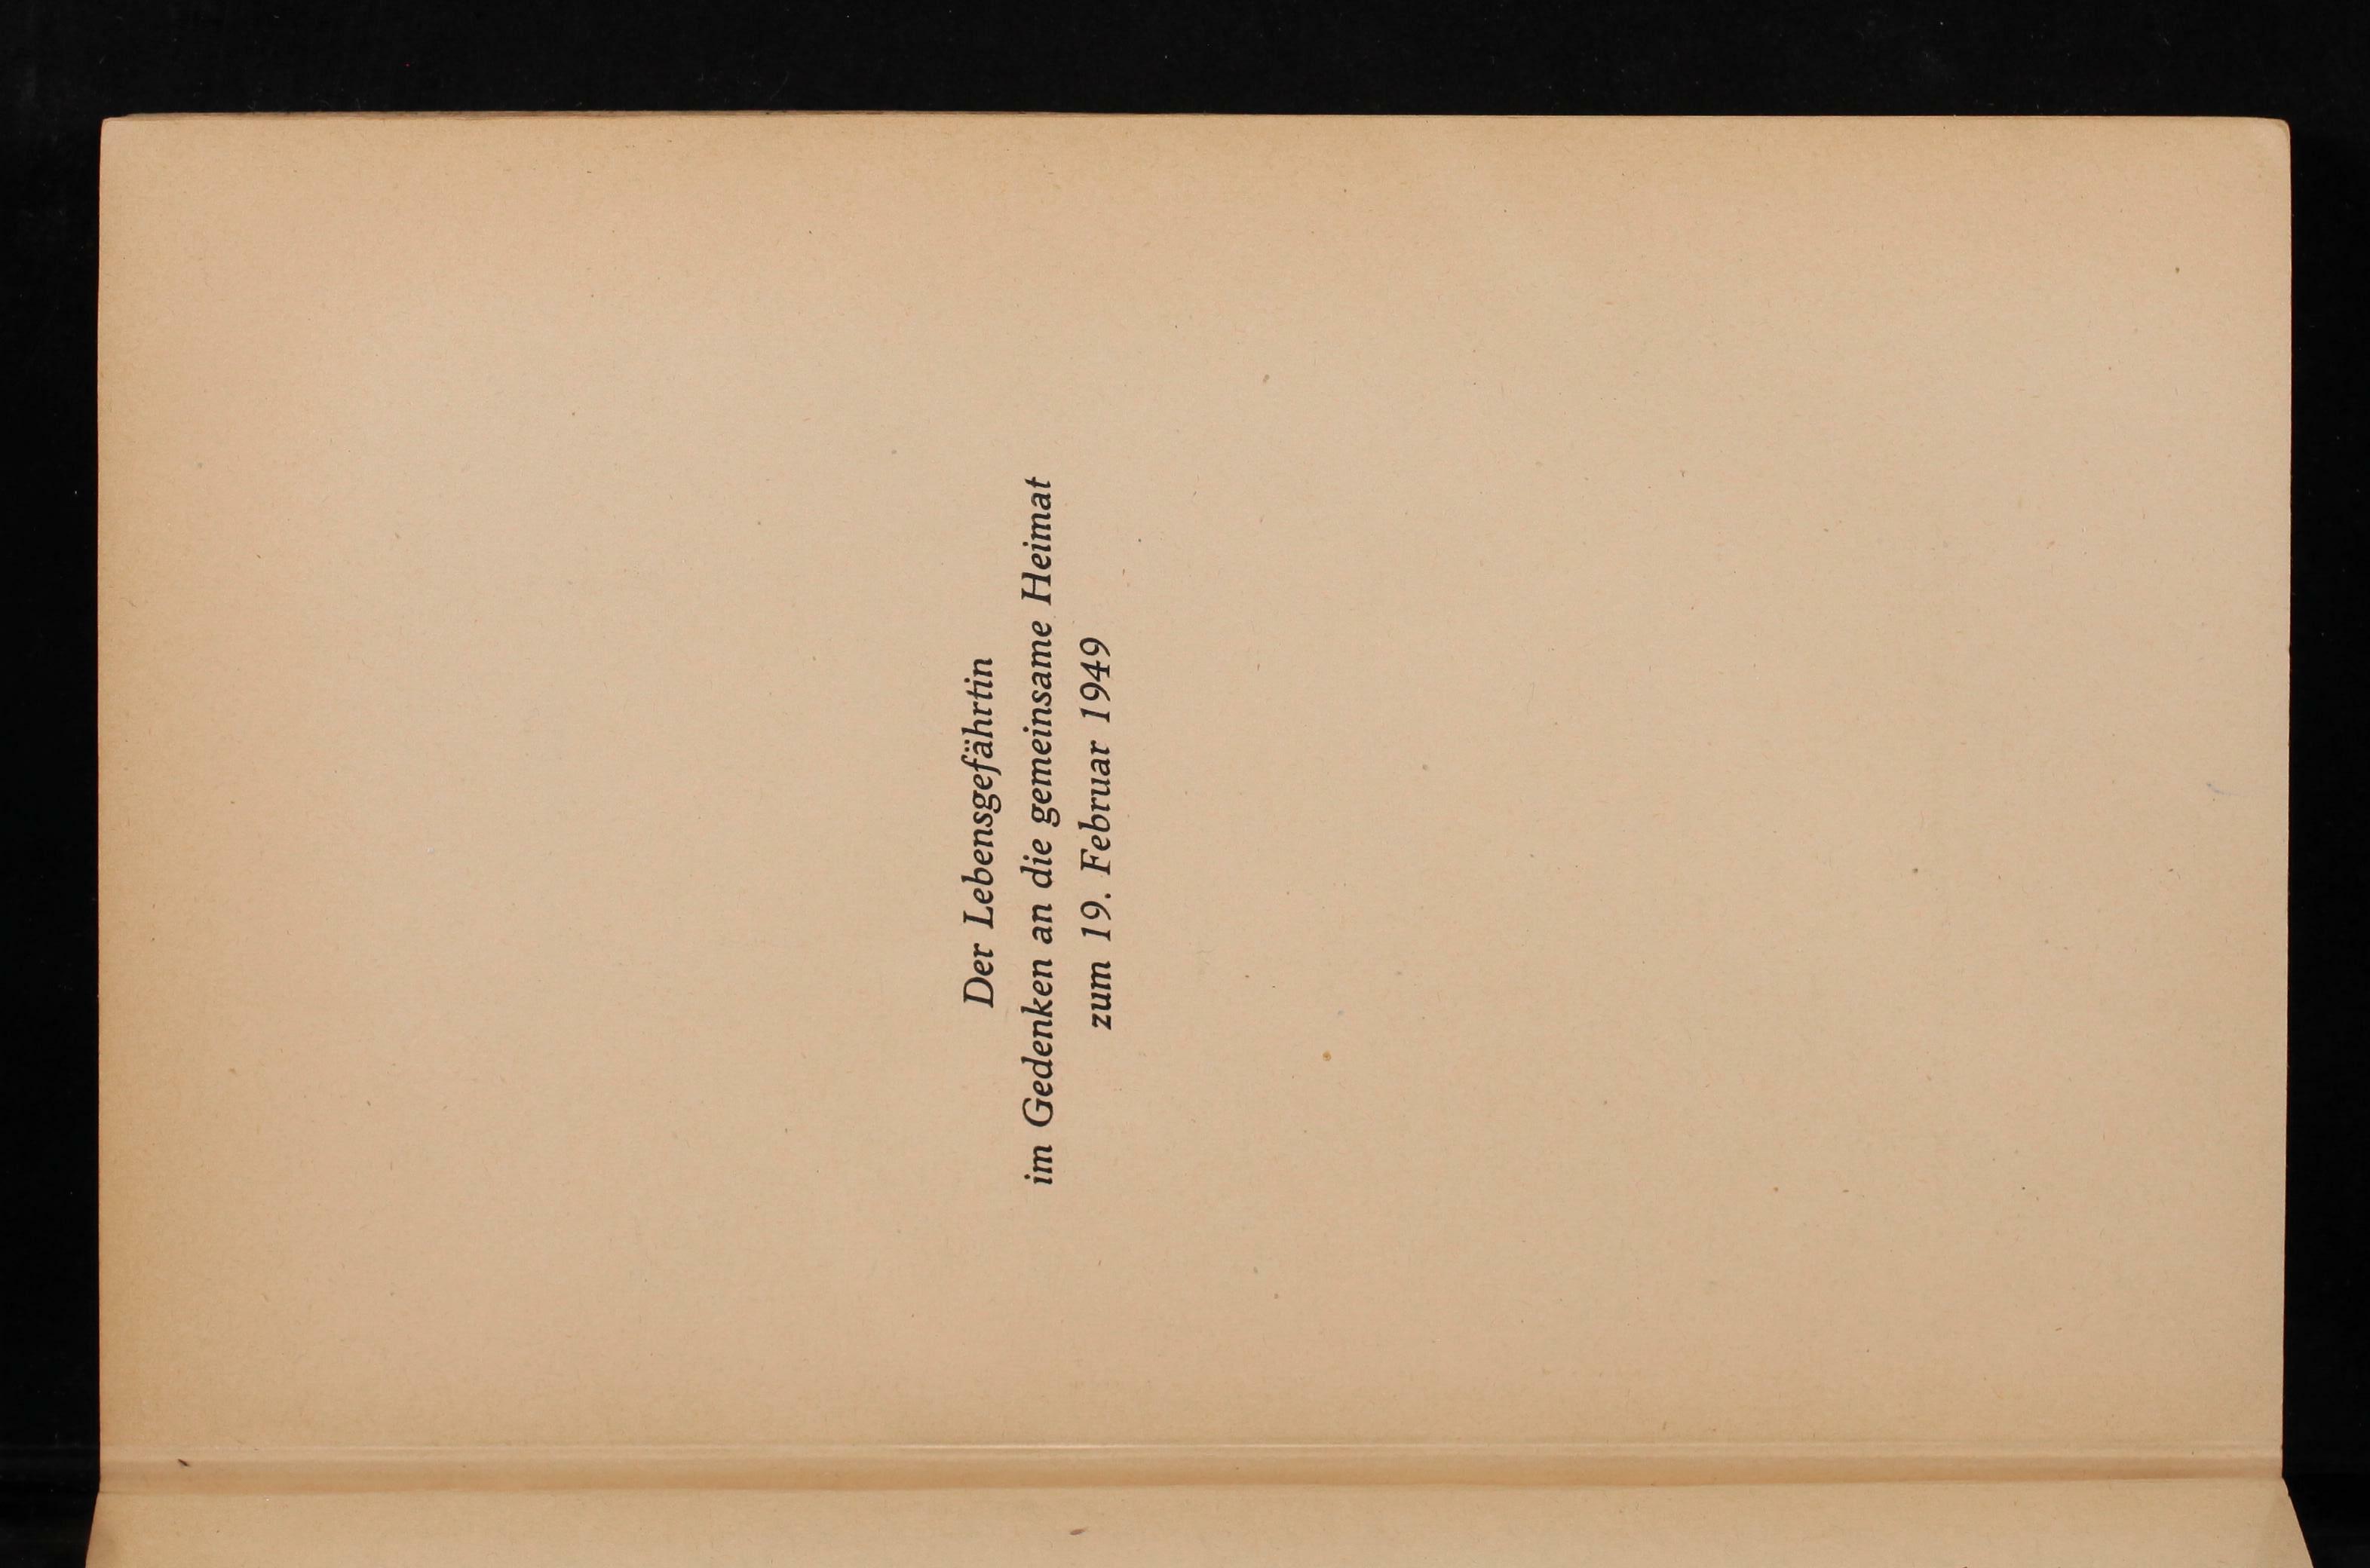 Der Lebensgefährtin
im Gedenken an die gemeinsame Heimat
zum 19. Februar 1949